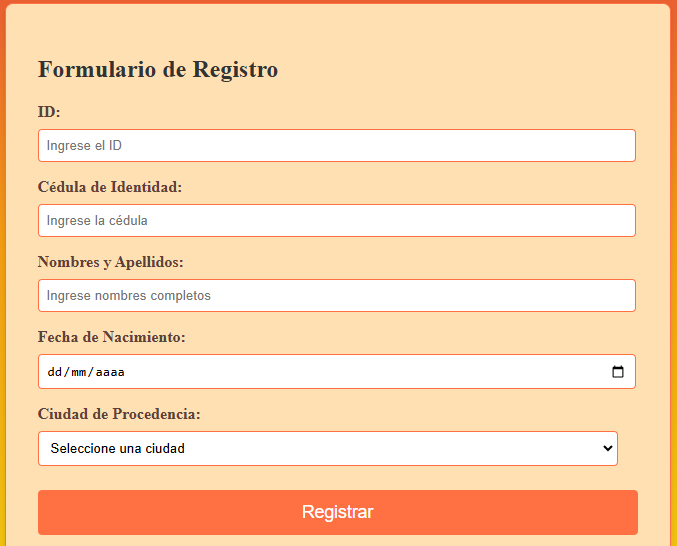 Formulario de Registro
ID:
Ingrese el ID
Cédula de Identidad:
Ingrese la cédula
Nombres y Apellidos:
Ingrese nombres completos
Fecha de Nacimiento:
dd/mm/aaaa
Ciudad de Procedencia:
Seleccione una ciudad
Registrar